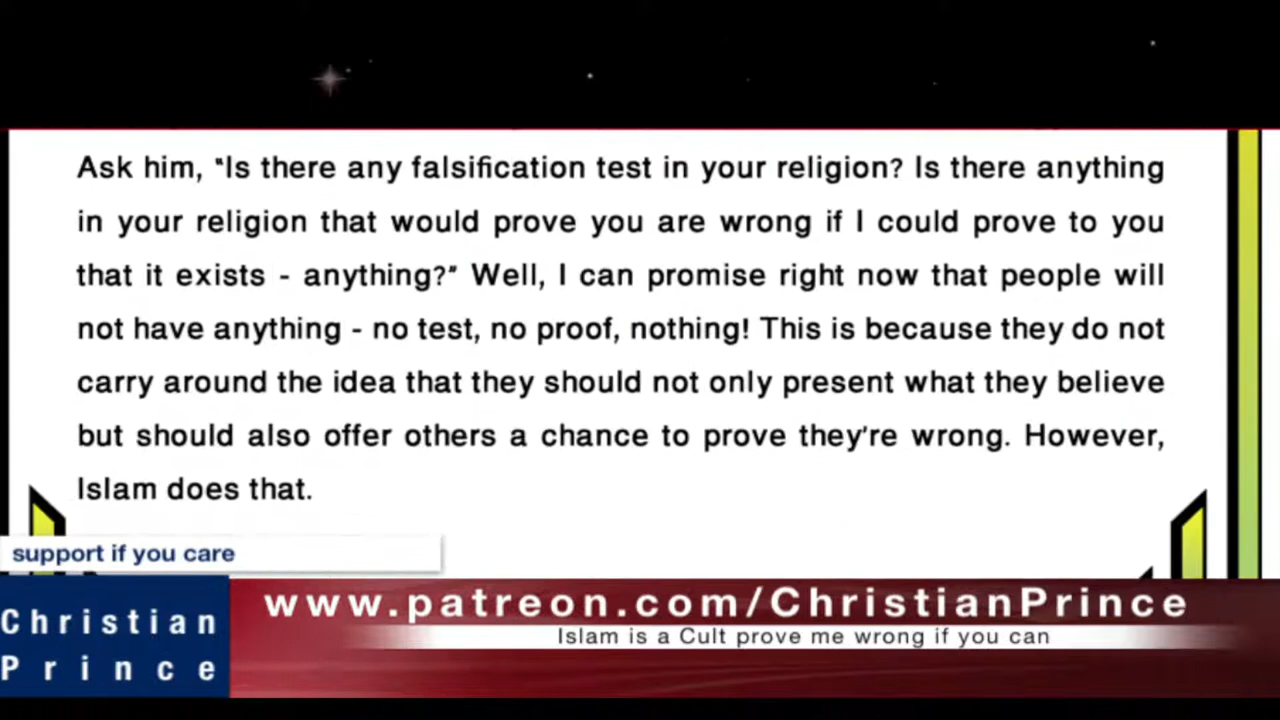 Ask him, "Is there any falsification test in your religion? Is there anything
in your religion that would prove you are wrong if I could prove to you
that it exists - anything?" Well, I can promise right now that people will
not have anything - no test, no proof, nothing! This is because they do not
carry around the idea that they should not only present what they believe
but should also offer others a chance to prove they're wrong. However,
Islam does that.
support if you care
Christian
Prince
www.patreon.com/ChristianPrince
Islam is a Cult prove me wrong if you can